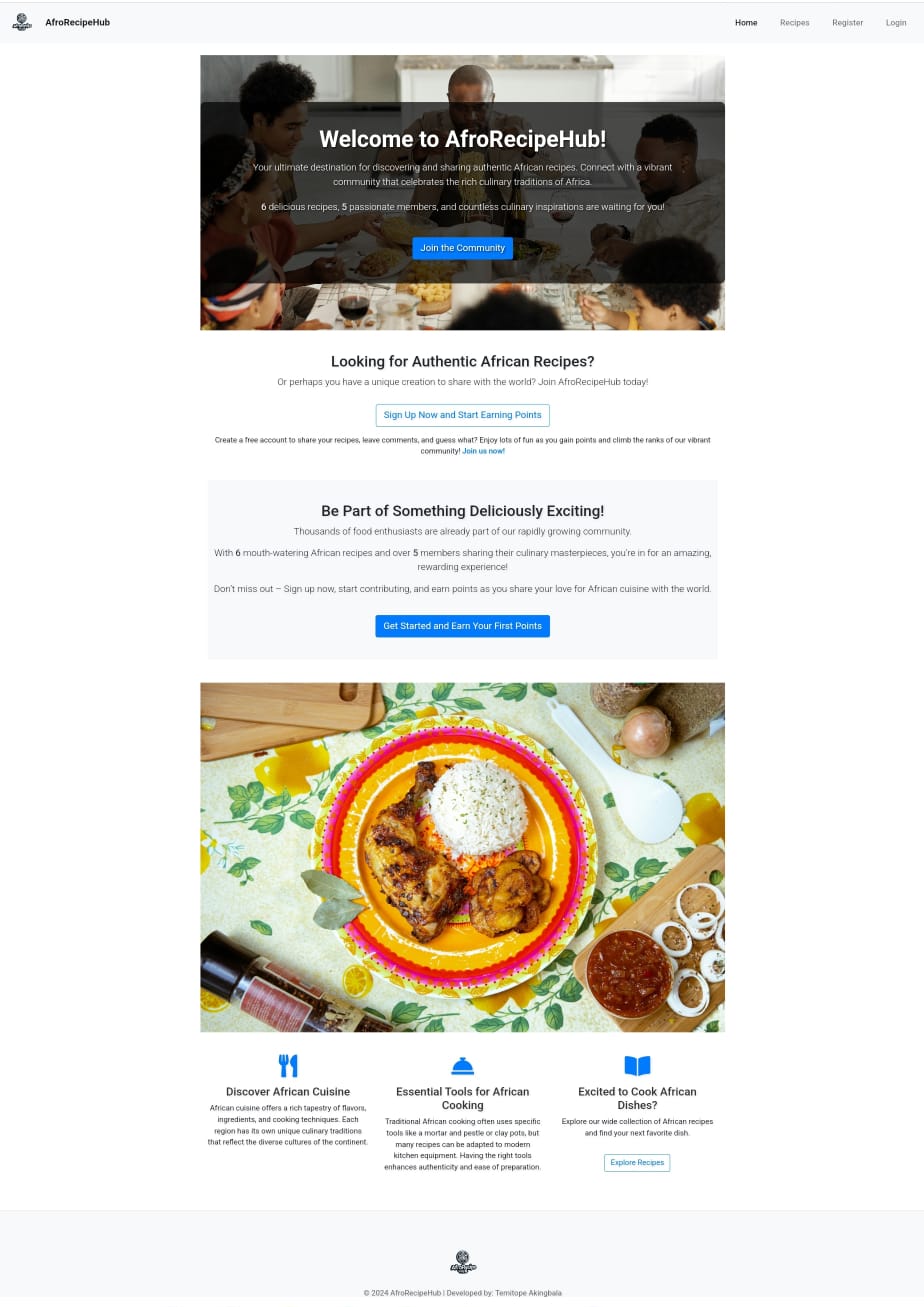 AfroRecipeHub
Home Recipes Register Login
Welcome to AfroRecipeHub!
Your ultimate destination for discovering and sharing authentic African recipes. Connect with a vibrant
community that celebrates the rich culinary traditions of Africa.
6 delicious recipes, 5 passionate members, and countless culinary inspirations are waiting for you!
Join the Community
Looking for Authentic African Recipes?
Or perhaps you have a unique creation to share with the world? Join AfroRecipeHub today!
Sign Up Now and Start Earning Points
Create a free account to share your recipes, leave comments, and guess what? Enjoy lots of fun as you gain points and climb the ranks of our vibrant
community! Join us now!
Be Part of Something Deliciously Exciting!
Thousands of food enthusiasts are already part of our rapidly growing community.
With 6 mouth-watering African recipes and over 5 members sharing their culinary masterpieces, you're in for an amazing,
rewarding experience!
Don't miss out – Sign up now, start contributing, and earn points as you share your love for African cuisine with the world.
Get Started and Earn Your First Points
Discover African Cuisine
African cuisine offers a rich tapestry of flavors,
ingredients, and cooking techniques. Each
region has its own unique culinary traditions
that reflect the diverse cultures of the continent.
Essential Tools for African
Cooking
Traditional African cooking often uses specific
tools like a mortar and pestle or clay pots, but
many recipes can be adapted to modern
kitchen equipment. Having the right tools
enhances authenticity and ease of preparation.
Excited to Cook African
Dishes?
Explore our wide collection of African recipes
and find your next favorite dish.
Explore Recipes
© 2024 AfroRecipeHub | Developed by: Temitope Akingbala